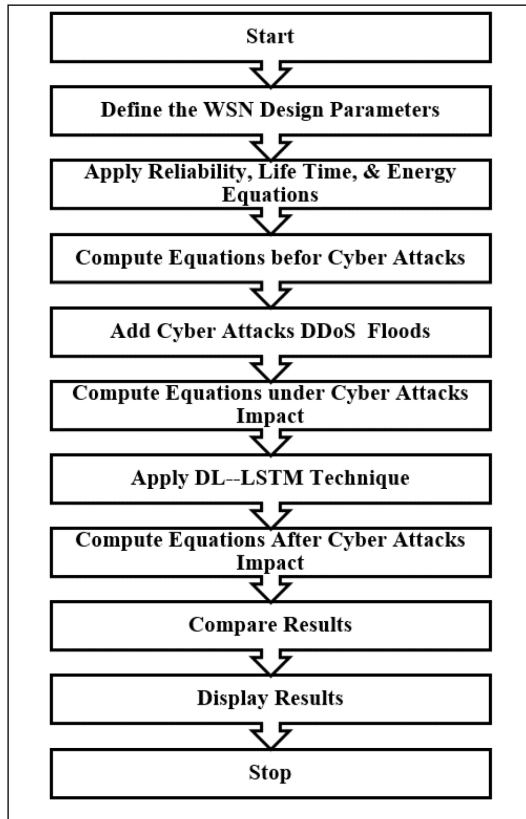 Start
Define the WSN Design Parameters
Apply Reliability, Life Time, & Energy
Equations
Compute Equations befor Cyber Attacks
Add Cyber Attacks DDoS Floods
Compute Equations under Cyber Attacks
Impact
Apply DL--LSTM Technique
Compute Equations After Cyber Attacks
Impact
Compare Results
Display Results
Stop